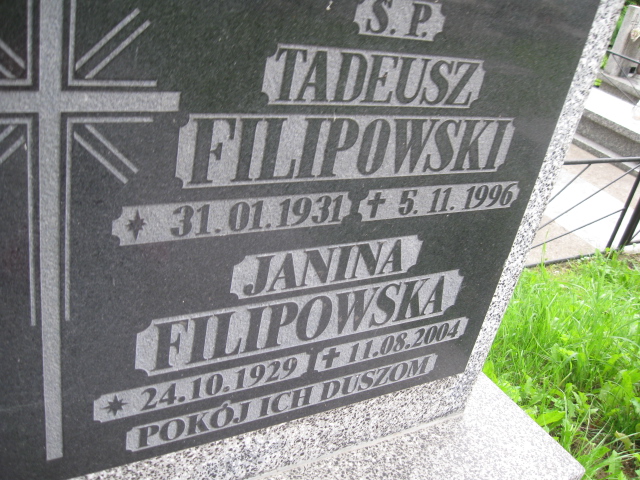 Ś. P.
TADEUSZ
FILIPOWSKI
31.01.1931 5.11.1996
JANINA
FILIPOWSKA
24.10.1929 11.08.2004
POKÓJ ICH DUSZOM